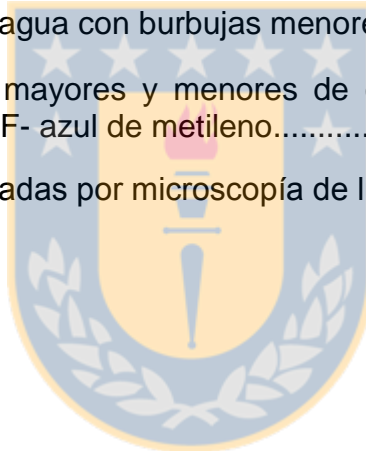 agua con burbujas menore
mayores y menores de
F- azul de metileno............
adas por microscopía de l